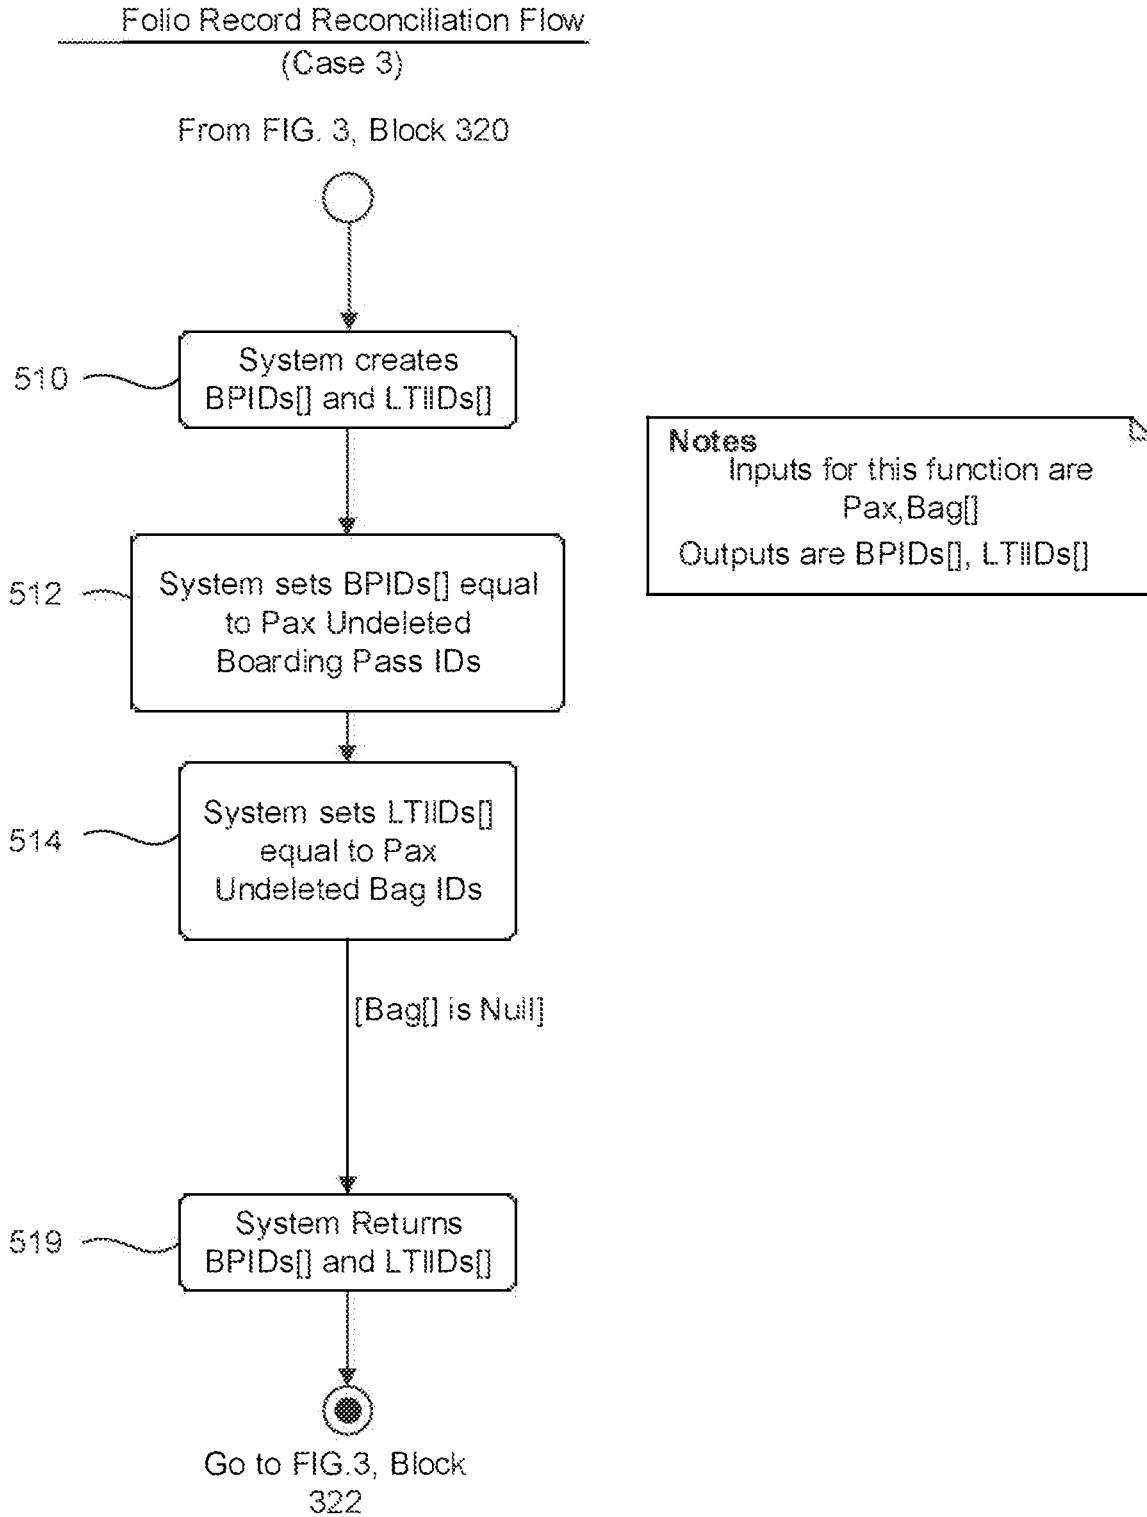 Folio Record Reconciliation Flow
(Case 3)
From FIG. 3, Block 320
510
System creates
BPIDs[] and LTIIDs[]
Notes
Inputs for this function are
Pax,Bag[]
Outputs are BPIDs[], LTIIDs[]
512
System sets BPIDs[] equal
to Pax Undeleted
Boarding Pass IDs
514
System sets LTIIDs[]
equal to Pax
Undeleted Bag IDs
[Bag[] is Null]
519
System Returns
BPIDs[] and LTIIDs[]
Go to FIG.3, Block
322